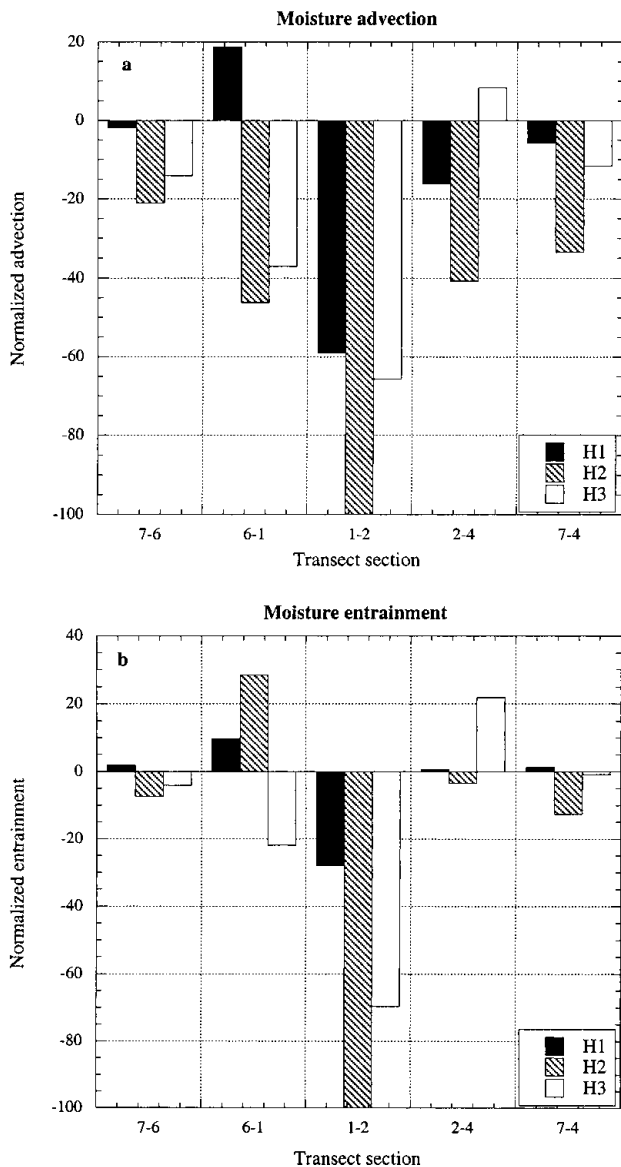 Moisture advection
a
20
0
-20
-40
-60
-80
-100
Normalized advection
H1
H2
H3
7-6 6-1 1-2 2-4 7-4
Transect section
Moisture entrainment
b
40
20
0
-20
-40
-60
-80
-100
Normalized entrainment
H1
H2
H3
7-6 6-1 1-2 2-4 7-4
Transect section